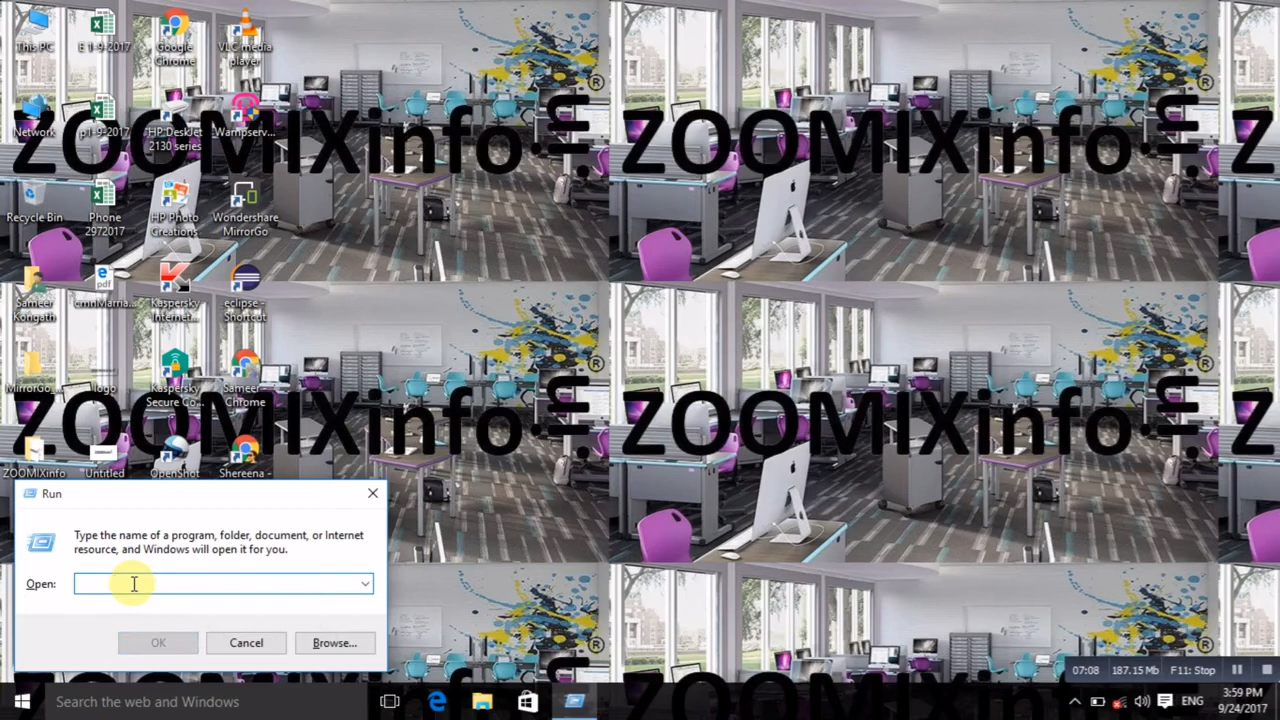 This PC
E 1-9-2017
Google
Chrome
VLC media
player
Network
p1-9-2017
HP DeskJet
2130 series
Wampserv...
ZOOMIXinfo
ZOOMIXinfo
Z
®
®
Recycle Bin
Phone
2972017
HP Photo
Creations
Wondershare
MirrorGo
Sameer
Kongath
Kaspersky
Internet...
eclipse -
Shortcut
MirrorGo
logo
Kaspersky
Secure Co...
Sameer -
Chrome
®
®
ZOOMIXinfo
ZOOMIXinfo
Z
ZOOMIXinfo
Untitled
OpenShot
Shereena -
Run
Type the name of a program, folder, document, or Internet
resource, and Windows will open it for you.
Open:
OK
Cancel
Browse...
®
®
07:08
187.15 Mb
F11: Stop
Search the web and Windows
ENG
3:59 PM
9/24/2017